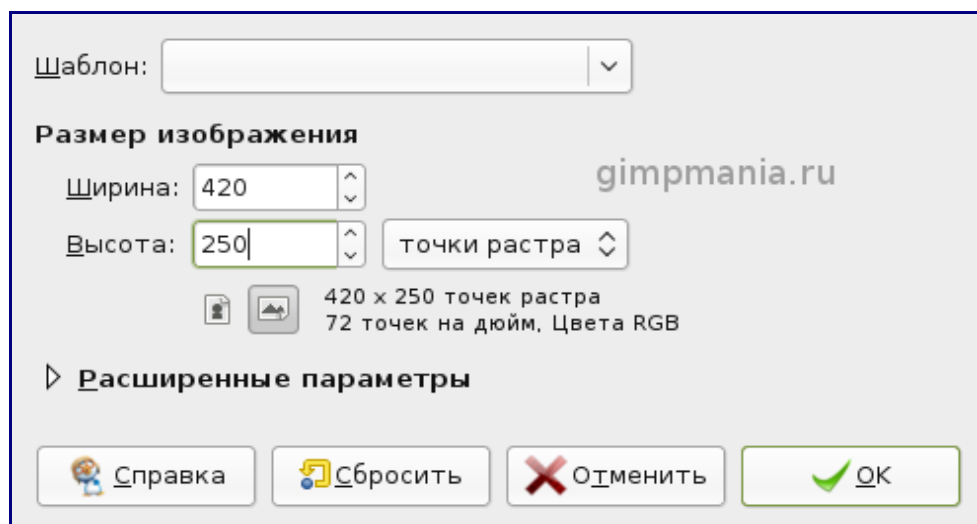 Шаблон:
Размер изображения
gimpmania.ru
Ширина: 420
Высота: 250 точки растра
420 x 250 точек растра
72 точек на дюйм, Цвета RGB
Расширенные параметры
Справка Сбросить Отменить OK